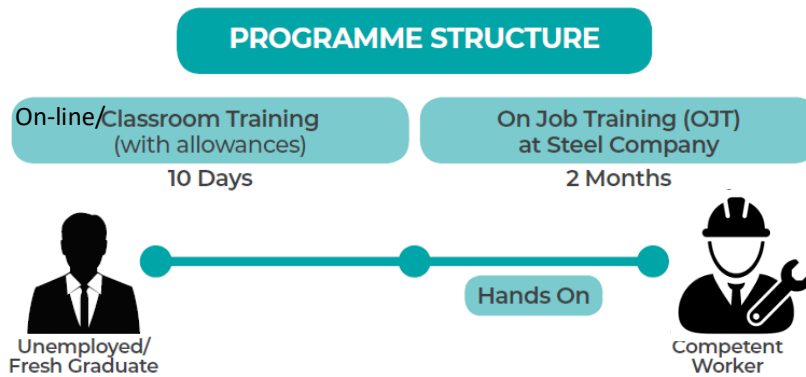 PROGRAMME STRUCTURE
On-line/Classroom Training
(with allowances)
10 Days
On Job Training (OJT)
at Steel Company
2 Months
Hands On
Unemployed/
Fresh Graduate
Competent
Worker